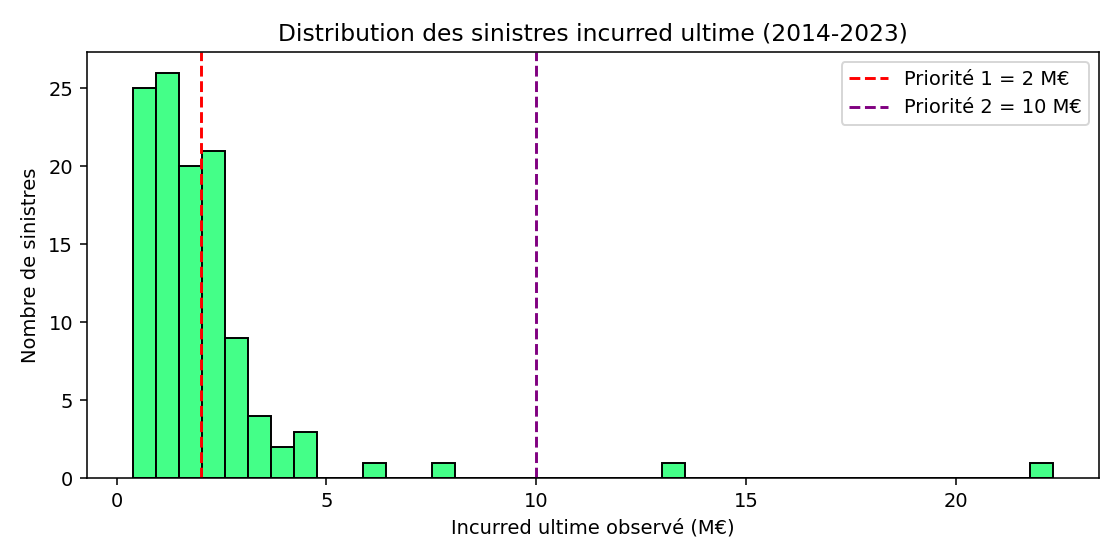 Distribution des sinistres incurred ultime (2014-2023)
Priorité 1 = 2 M€
Priorité 2 = 10 M€
Nombre de sinistres
25
20
15
10
5
0
0 5 10 15 20
Incurred ultime observé (M€)